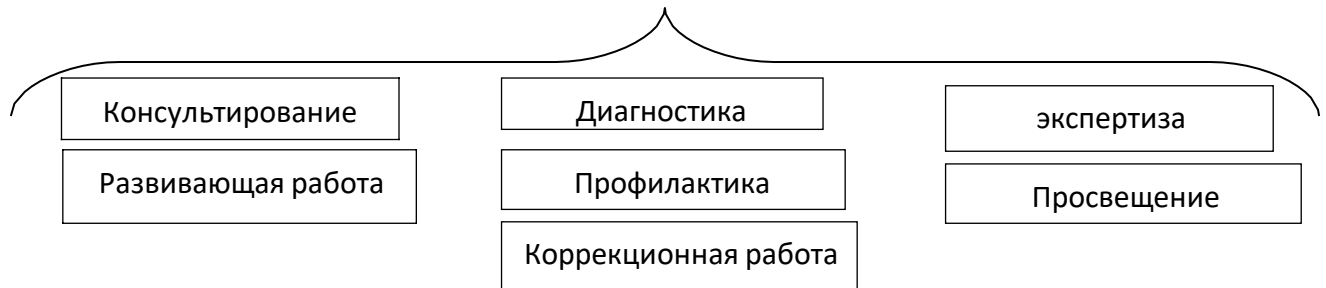 Консультирование
Диагностика
экспертиза
Развивающая работа
Профилактика
Просвещение
Коррекционная работа